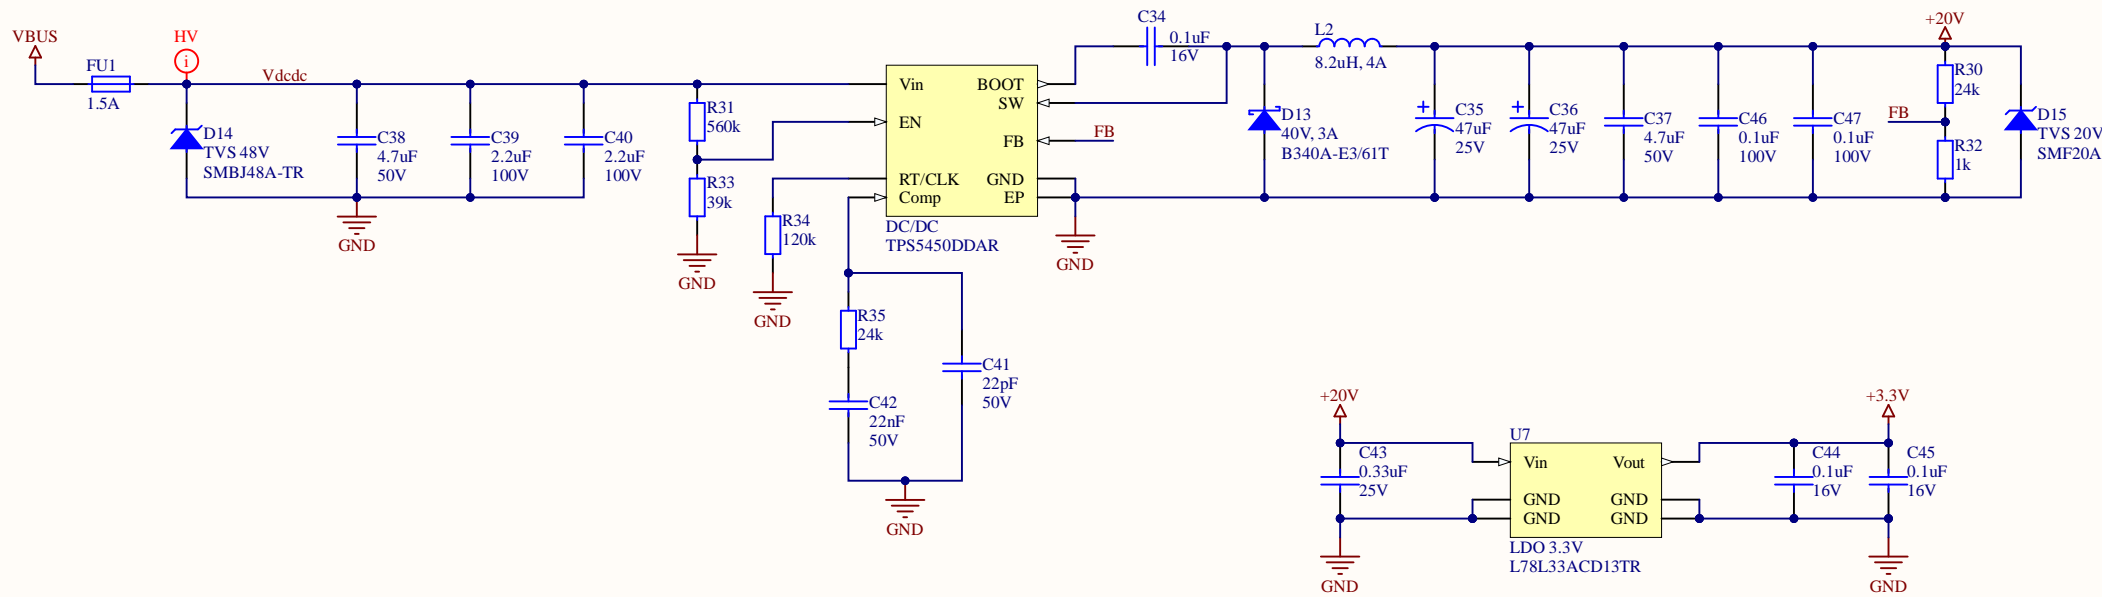 VBUS
FU1
1.5A
HV
i
Vdcdc
D14
TVS 48V
SMBJ48A-TR
C38
4.7uF
50V
C39
2.2uF
100V
C40
2.2uF
100V
GND
R31
560k
R33
39k
GND
R34
120k
GND
Vin
EN
RT/CLK
Comp
BOOT
SW
FB
GND
EP
DC/DC
TPS5450DDAR
FB
GND
R35
24k
C42
22nF
50V
C41
22pF
50V
GND
C34
0.1uF
16V
D13
40V, 3A
B340A-E3/61T
L2
8.2uH, 4A
C35
47uF
25V
C36
47uF
25V
C37
4.7uF
50V
C46
0.1uF
100V
C47
0.1uF
100V
+20V
R30
24k
FB
R32
1k
D15
TVS 20V
SMF20A
+20V
C43
0.33uF
25V
GND
U7
Vin
Vout
GND
GND
GND
GND
LDO 3.3V
L78L33ACD13TR
+3.3V
C44
0.1uF
16V
C45
0.1uF
16V
GND